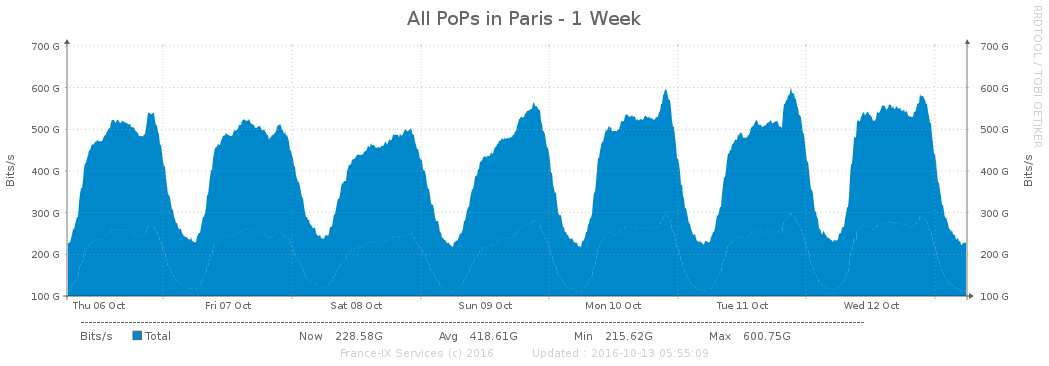 All PoPs in Paris - 1 Week
RRDTOOL / TOBI OETIKER
Bits/s
700 G
600 G
500 G
400 G
300 G
200 G
100 G
700 G
600 G
500 G
400 G
300 G
200 G
100 G
Bits/s
Thu 06 Oct Fri 07 Oct Sat 08 Oct Sun 09 Oct Mon 10 Oct Tue 11 Oct Wed 12 Oct
Bits/s Total Now 228.58G Avg 418.61G Min 215.62G Max 600.75G
France-IX Services (c) 2016 Updated : 2016-10-13 05:55:09